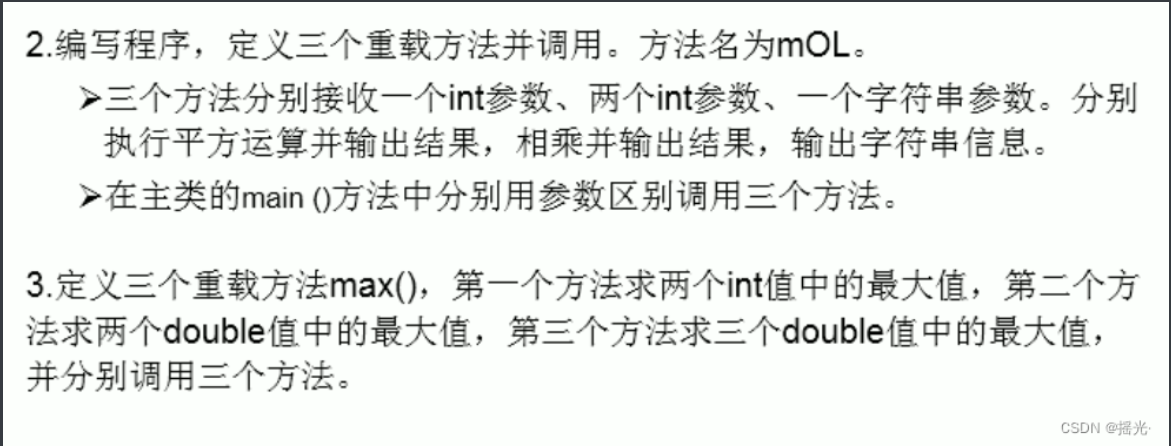 2.编写程序，定义三个重载方法并调用。方法名为mOL。
➢三个方法分别接收一个int参数、两个int参数、一个字符串参数。分别
执行平方运算并输出结果，相乘并输出结果，输出字符串信息。
➢在主类的main ()方法中分别用参数区别调用三个方法。
3.定义三个重载方法max()，第一个方法求两个int值中的最大值，第二个方
法求两个double值中的最大值，第三个方法求三个double值中的最大值，
并分别调用三个方法。
CSDN @摇光·